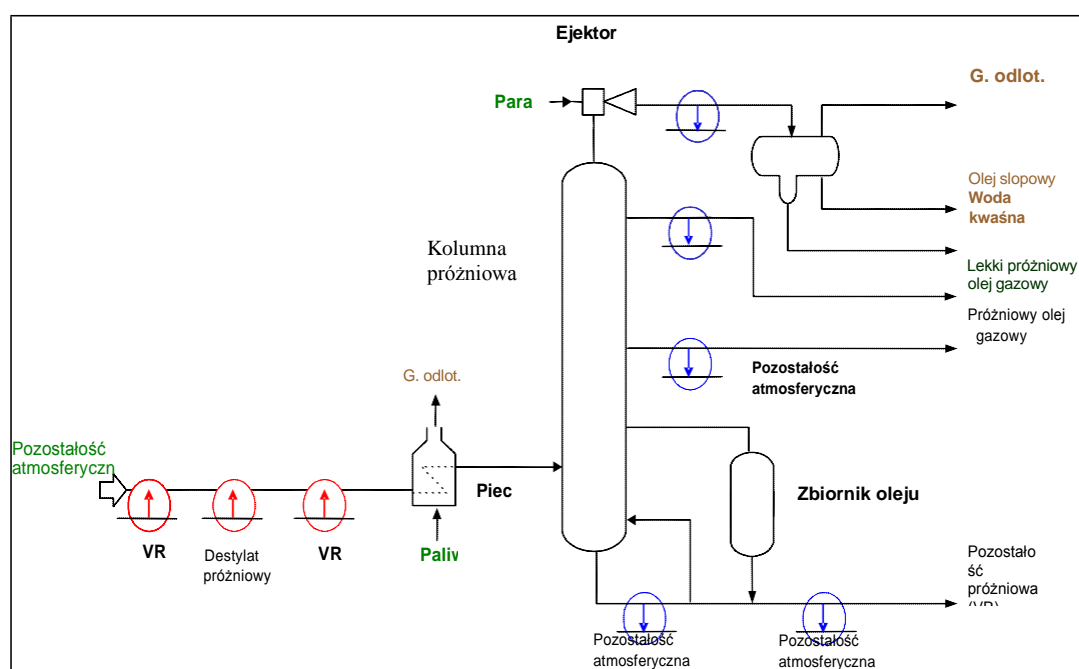 Ejektor
G. odlot.
Para
Olej slopowy
Woda
kwaśna
Kolumna
próżniowa
Lekki próżniowy
olej gazowy
Próżniowy olej
gazowy
Pozostałość
atmosferyczna
G. odlot.
Pozostałość
atmosferyczn
Piec
Zbiornik oleju
VR
Destylat
próżniowy
VR
Paliw
Pozostało
ść
próżniowa
(VR)
Pozostałość
atmosferyczna
Pozostałość
atmosferyczna